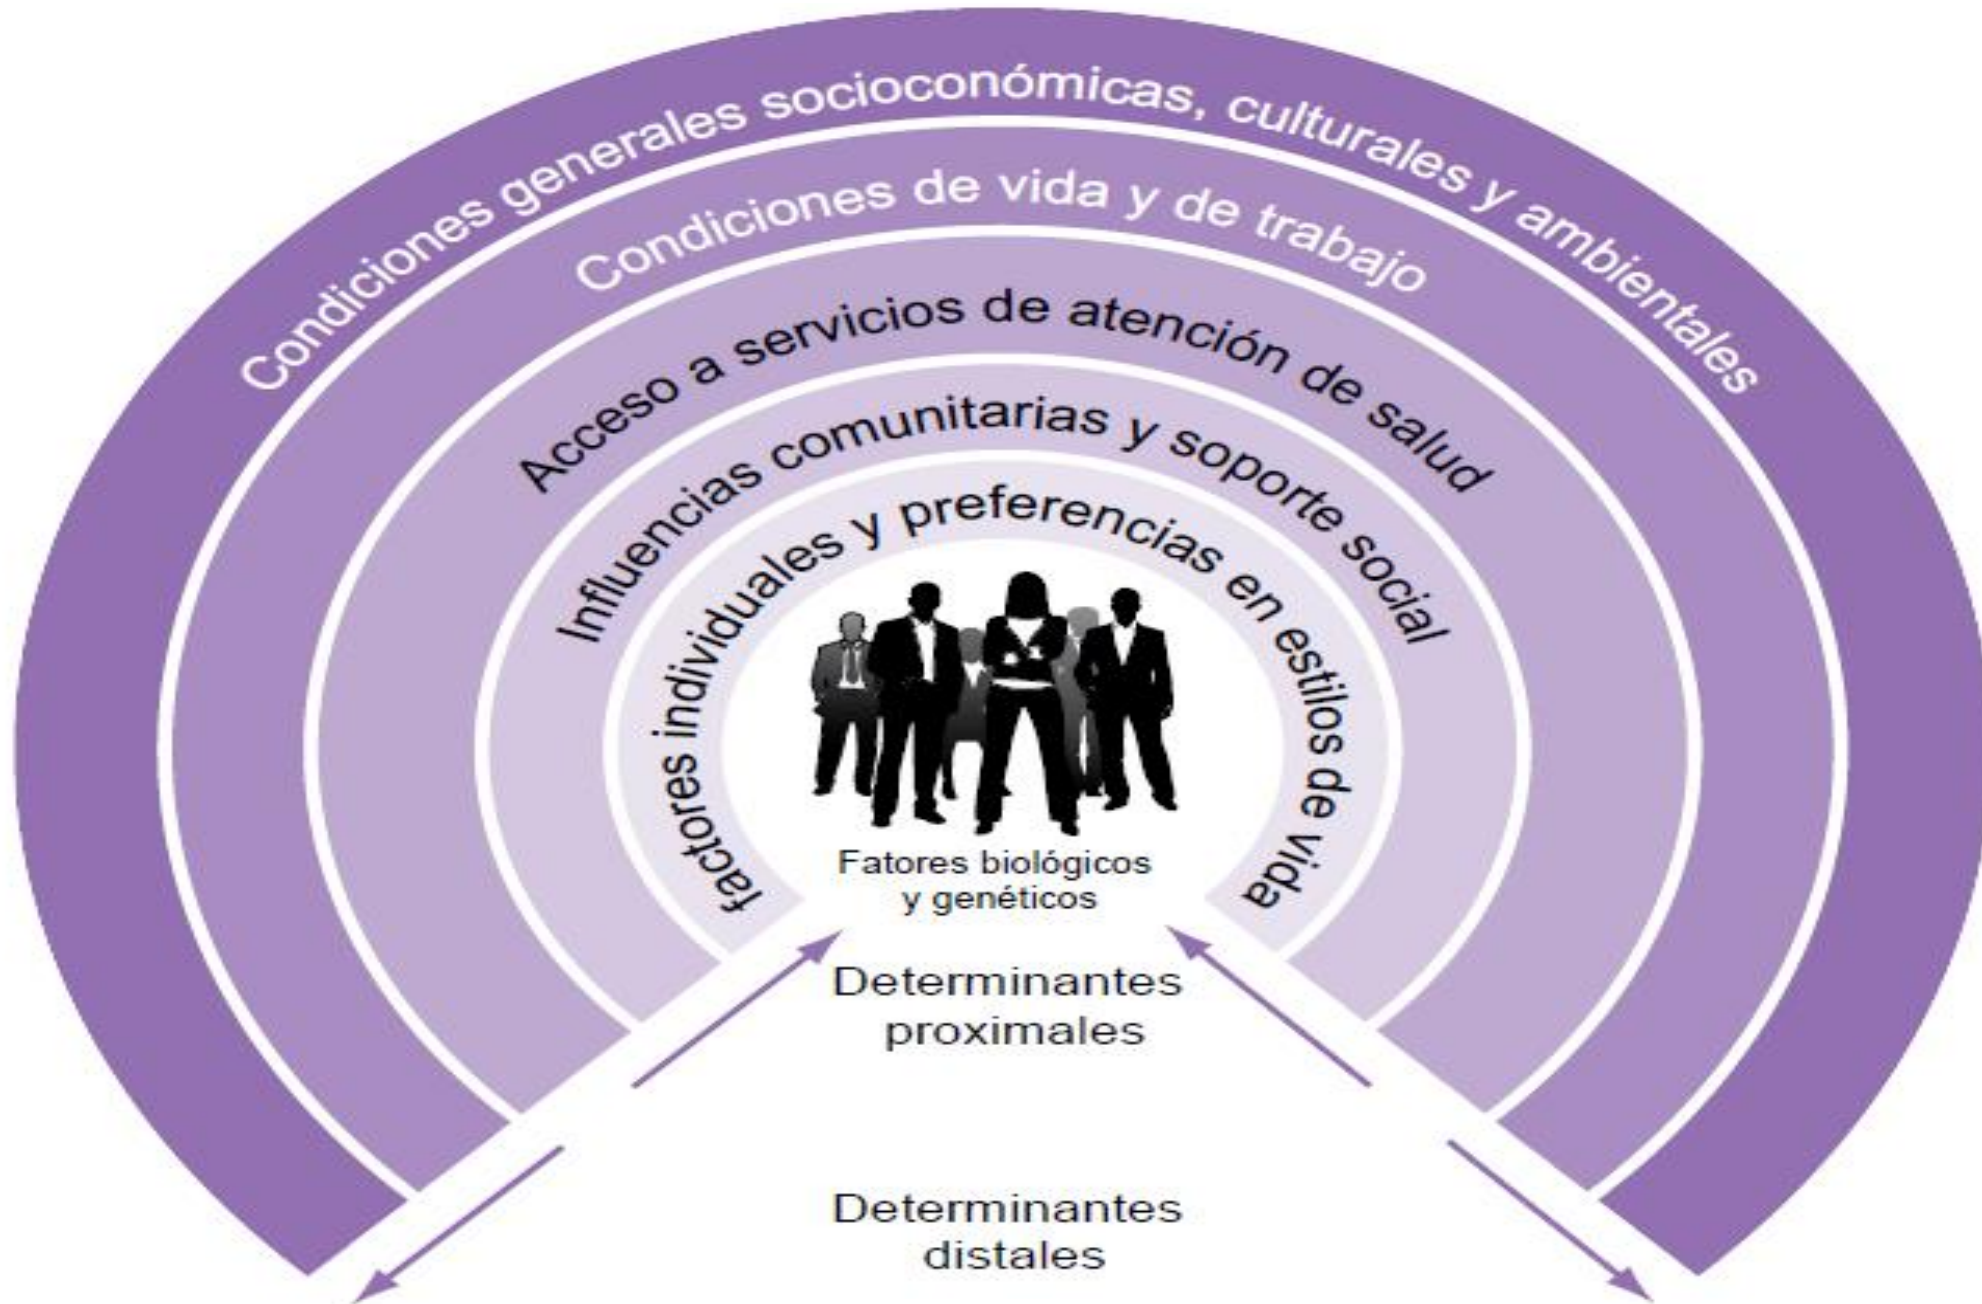 Condiciones generales socioconómicas, culturales y ambientales
Condiciones de vida y de trabajo
Acceso a servicios de atención de salud
Influencias comunitarias y soporte social
factores individuales y preferencias en estilos de vida
Fatores biológicos
y genéticos
Determinantes
proximales
Determinantes
distales